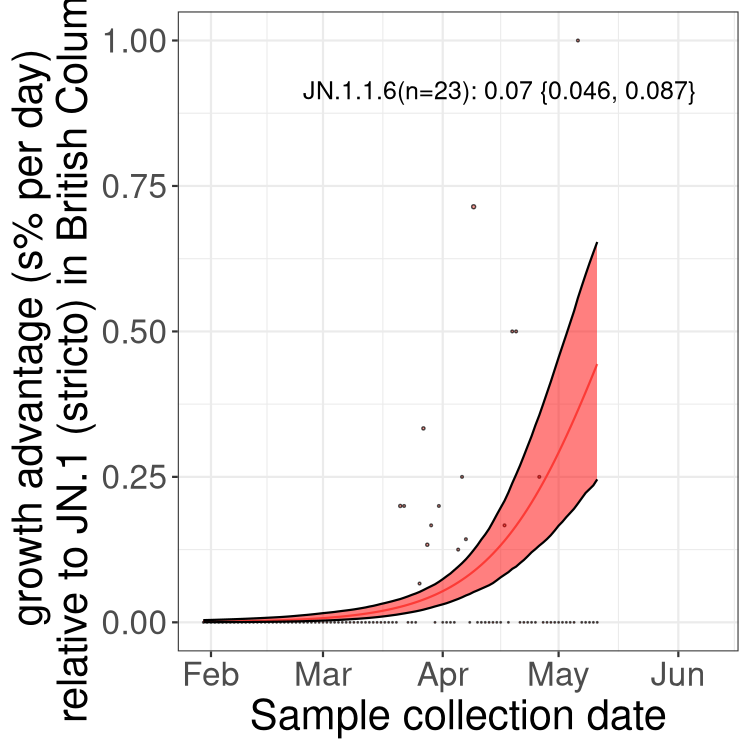 growth advantage (s% per day)
relative to JN.1 (stricto) in British Colum
1.00
0.75
0.50
0.25
0.00
JN.1.1.6(n=23): 0.07 {0.046, 0.087}
Feb Mar Apr May Jun
Sample collection date